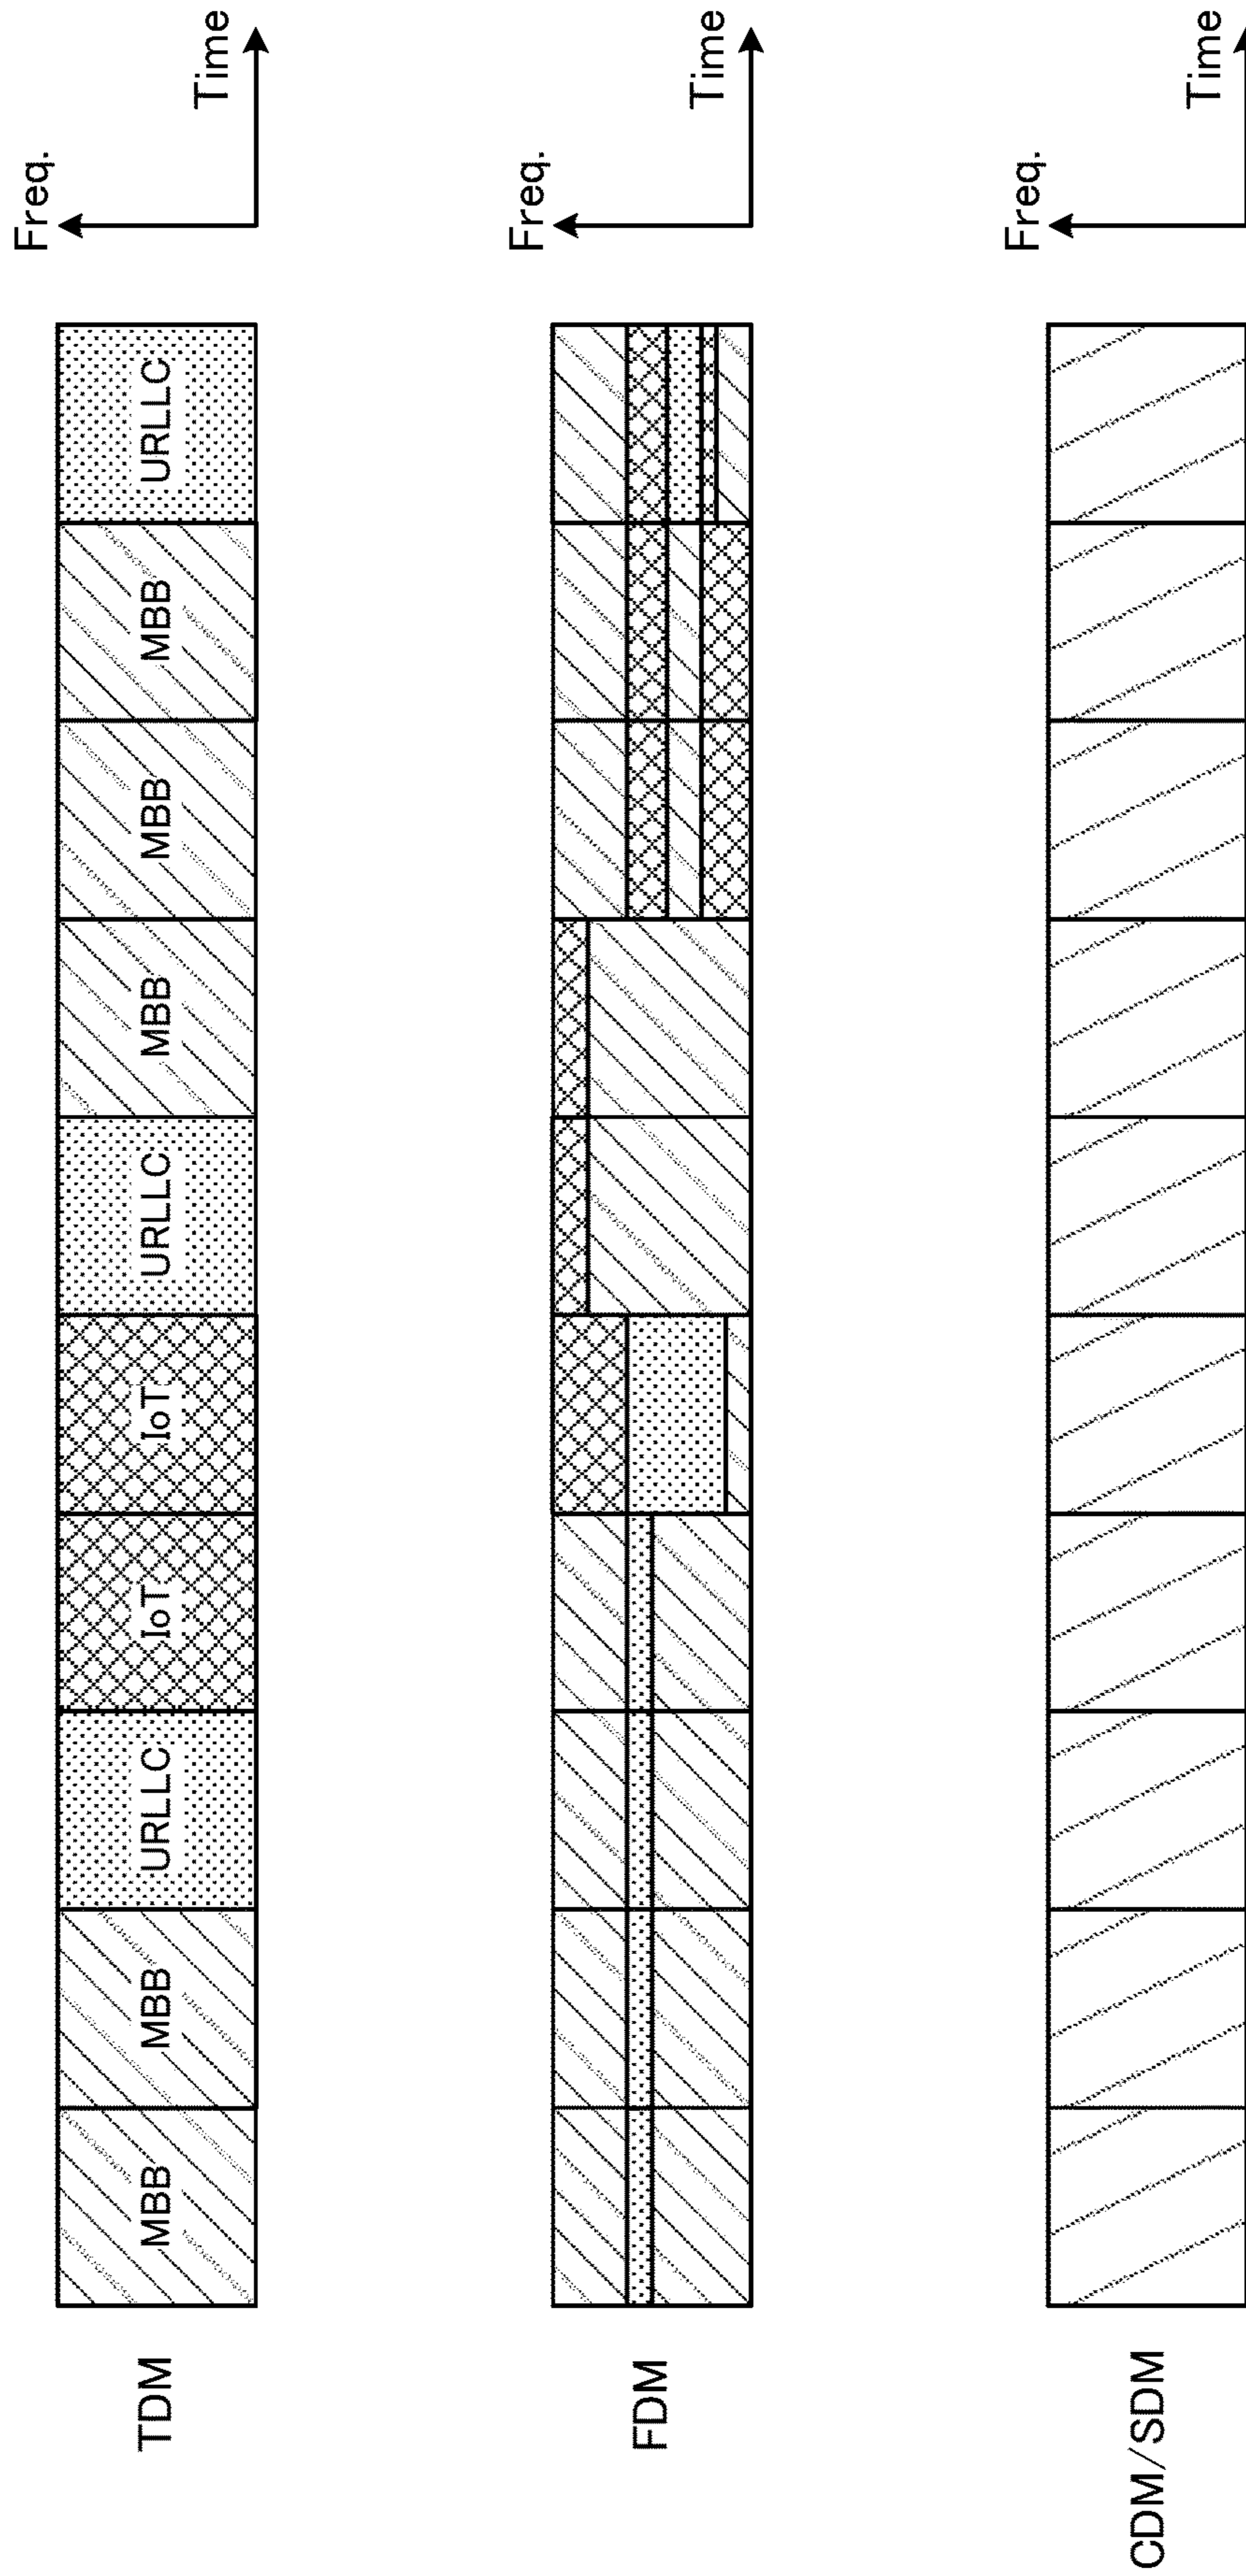 TDM
MBB
MBB
URLLC
IoT
IoT
URLLC
MBB
MBB
MBB
URLLC
Freq.
Time
FDM
Freq.
Time
CDM/SDM
Freq.
Time